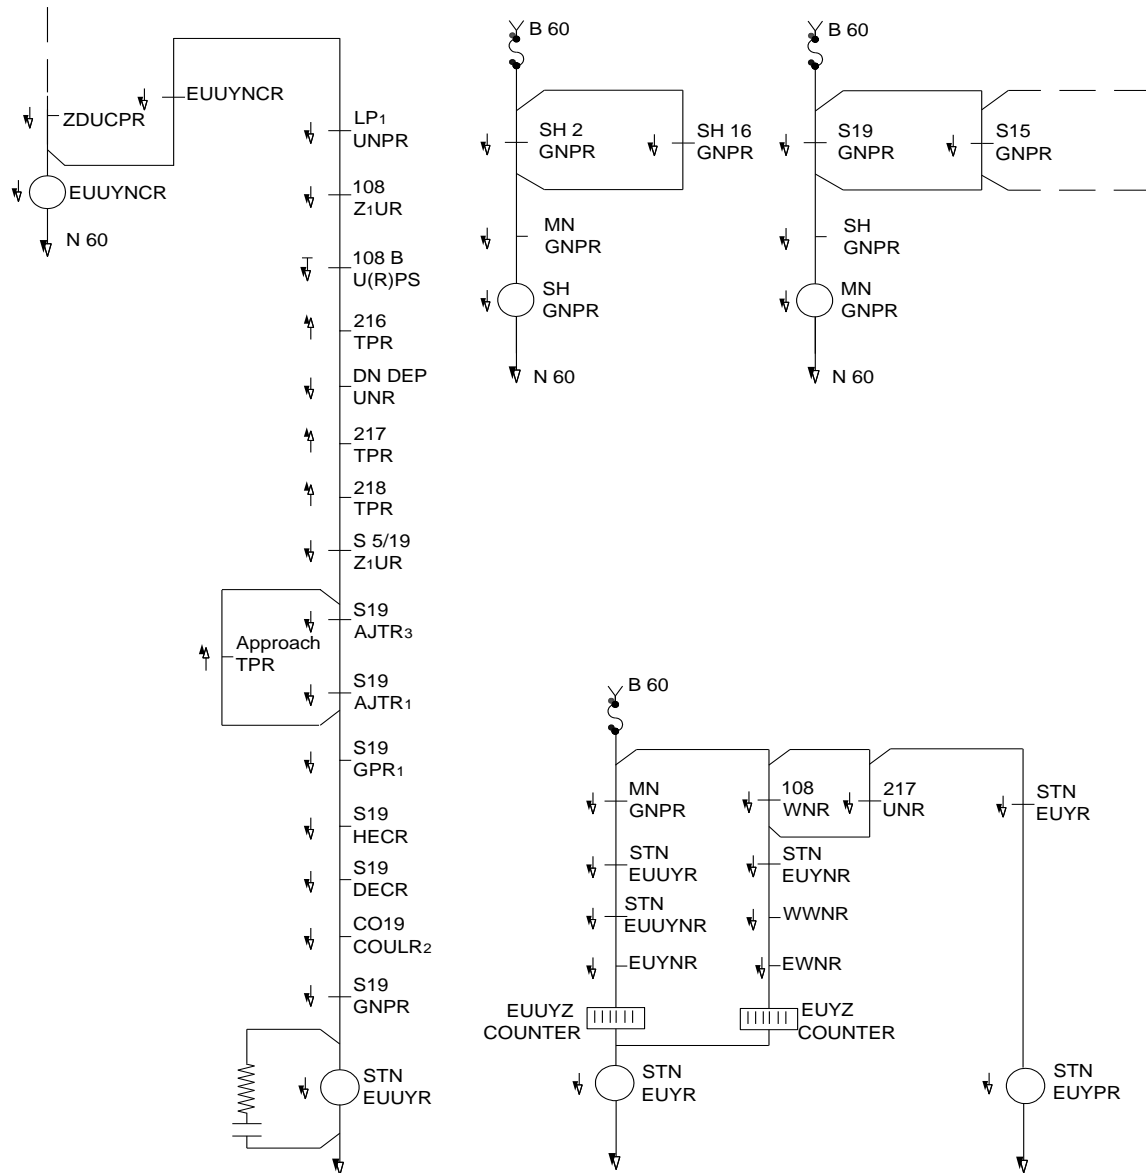 ZDUCPR
EUUYNCR
EUUYNCR
N 60
LP1
UNPR
108
Z1UR
108 B
U(R)PS
216
TPR
DN DEP
UNR
217
TPR
218
TPR
S 5/19
Z1UR
S19
AJTR3
Approach
TPR
S19
AJTR1
S19
GPR1
S19
HECR
S19
DECR
CO19
COULR2
S19
GNPR
STN
EUUYR
B 60
SH 2
GNPR
SH 16
GNPR
MN
GNPR
SH
GNPR
N 60
B 60
S19
GNPR
S15
GNPR
SH
GNPR
MN
GNPR
N 60
B 60
MN
GNPR
108
WNR
217
UNR
STN
EUYR
STN
EUUYR
STN
EUYNR
STN
EUUYNR
WWNR
EUYNR
EWNR
EUUYZ
COUNTER
EUYZ
COUNTER
STN
EUYR
STN
EUYPR